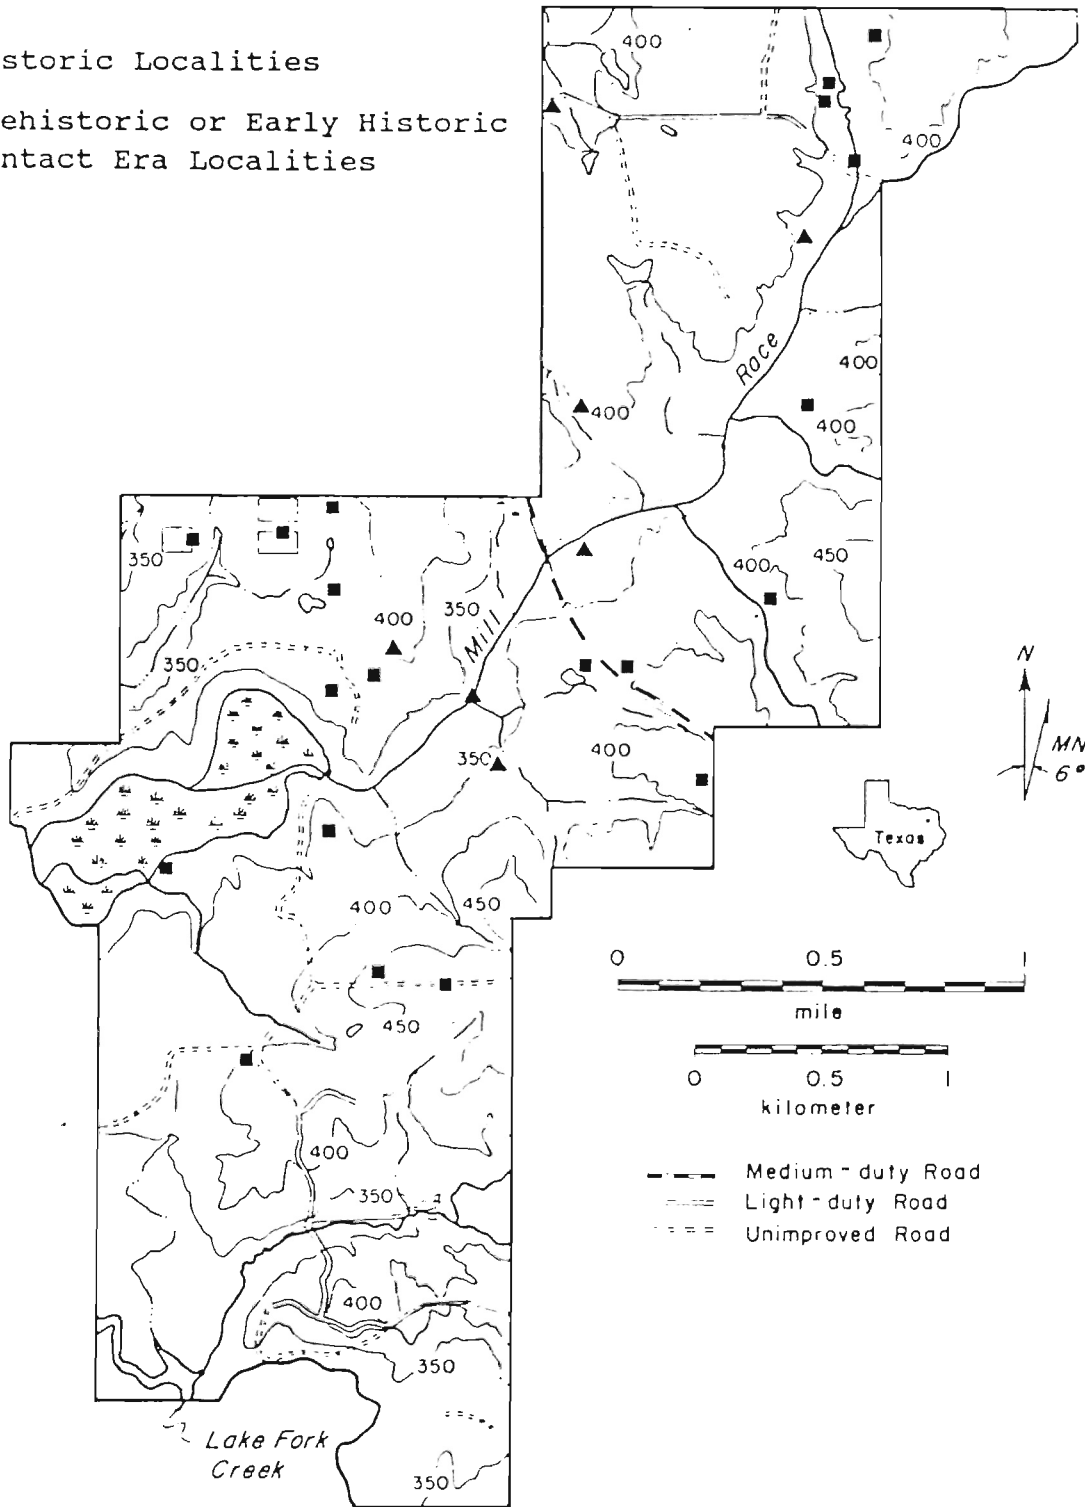 storic Localities
ehistoric or Early Historic
ntact Era Localities
400
400
Race
400
400
400
350
400
350
Mill
400
450
350
350
400
N
MN
6°
Texas
400
450
450
0 0.5 1
mile
0 0.5 1
kilometer
400
350
Medium-duty Road
Light-duty Road
Unimproved Road
400
350
Lake Fork
Creek
350